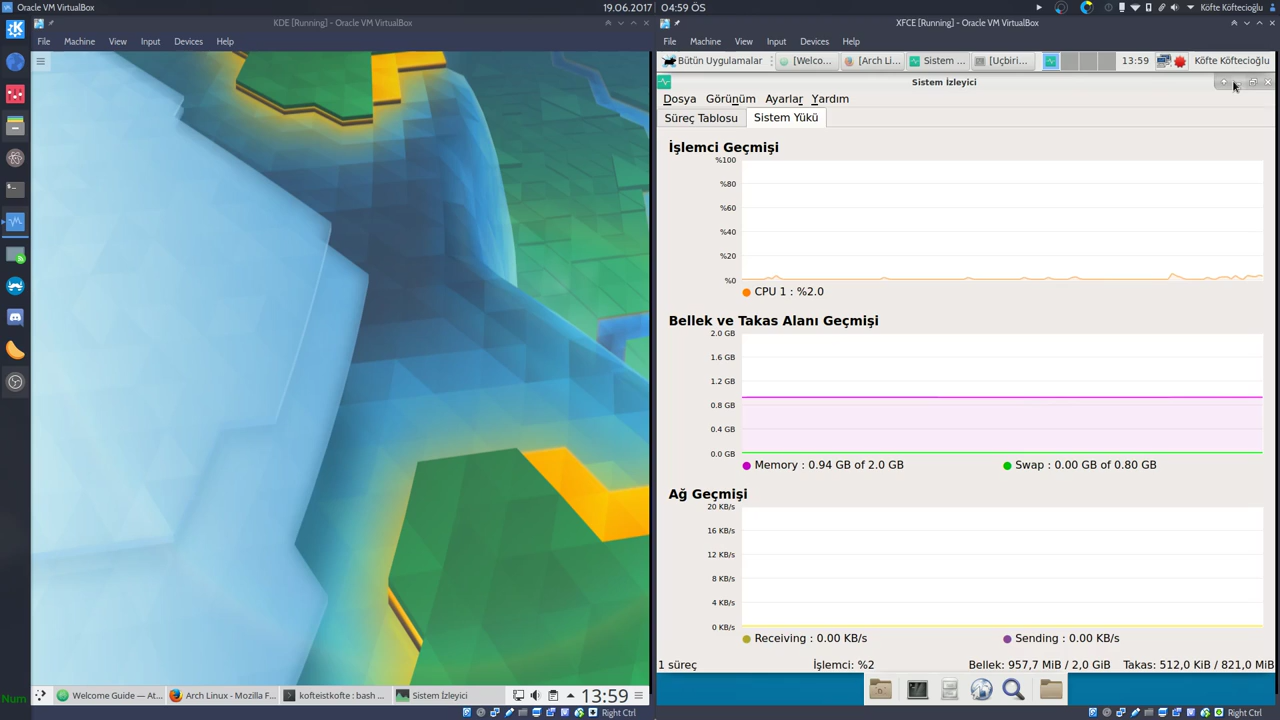 Oracle VM VirtualBox
19.06.2017
04:59 ÖS
Köfte Köftecioğlu
KDE [Running] - Oracle VM VirtualBox
File Machine View Input Devices Help
Welcome Guide — At...
Arch Linux - Mozilla F...
kofteistkofte : bash ...
Sistem İzleyici
13:59
Right Ctrl
Num
XFCE [Running] - Oracle VM VirtualBox
File Machine View Input Devices Help
Bütün Uygulamalar
[Welco...
[Arch Li...
Sistem ...
[Uçbiri...
13:59
Köfte Köftecioğlu
Sistem İzleyici
Dosya Görünüm Ayarlar Yardım
Süreç Tablosu Sistem Yükü
İşlemci Geçmişi
%100
%80
%60
%40
%20
%0
CPU 1 : %2.0
Bellek ve Takas Alanı Geçmişi
2.0 GB
1.6 GB
1.2 GB
0.8 GB
0.4 GB
0.0 GB
Memory : 0.94 GB of 2.0 GB
Swap : 0.00 GB of 0.80 GB
Ağ Geçmişi
20 KB/s
16 KB/s
12 KB/s
8 KB/s
4 KB/s
0 KB/s
Receiving : 0.00 KB/s
Sending : 0.00 KB/s
1 süreç
İşlemci: %2
Bellek: 957,7 MiB / 2,0 GiB
Takas: 512,0 KiB / 821,0 MiB
Right Ctrl